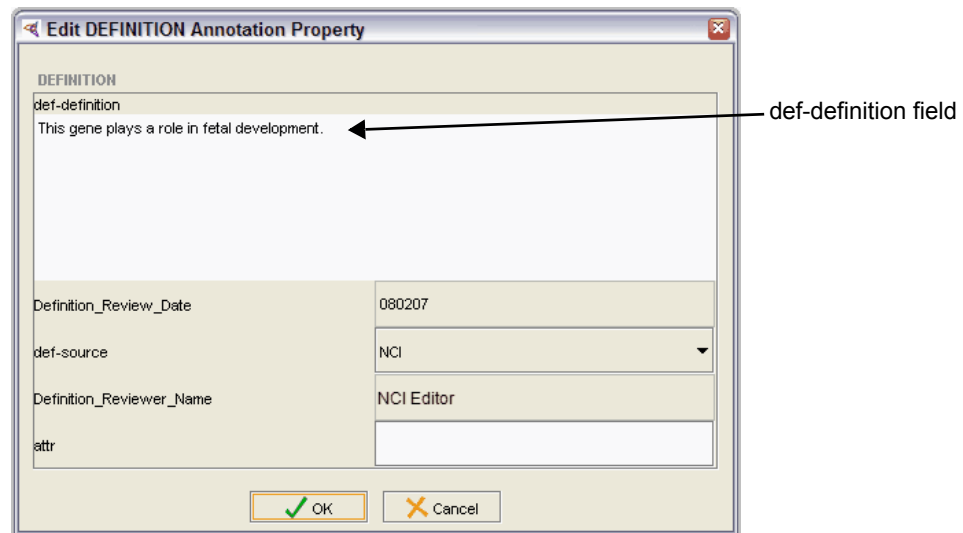 Edit DEFINITION Annotation Property
DEFINITION
def-definition
This gene plays a role in fetal development.
def-definition field
Definition_Review_Date 080207
def-source NCI
Definition_Reviewer_Name NCI Editor
attr
OK Cancel